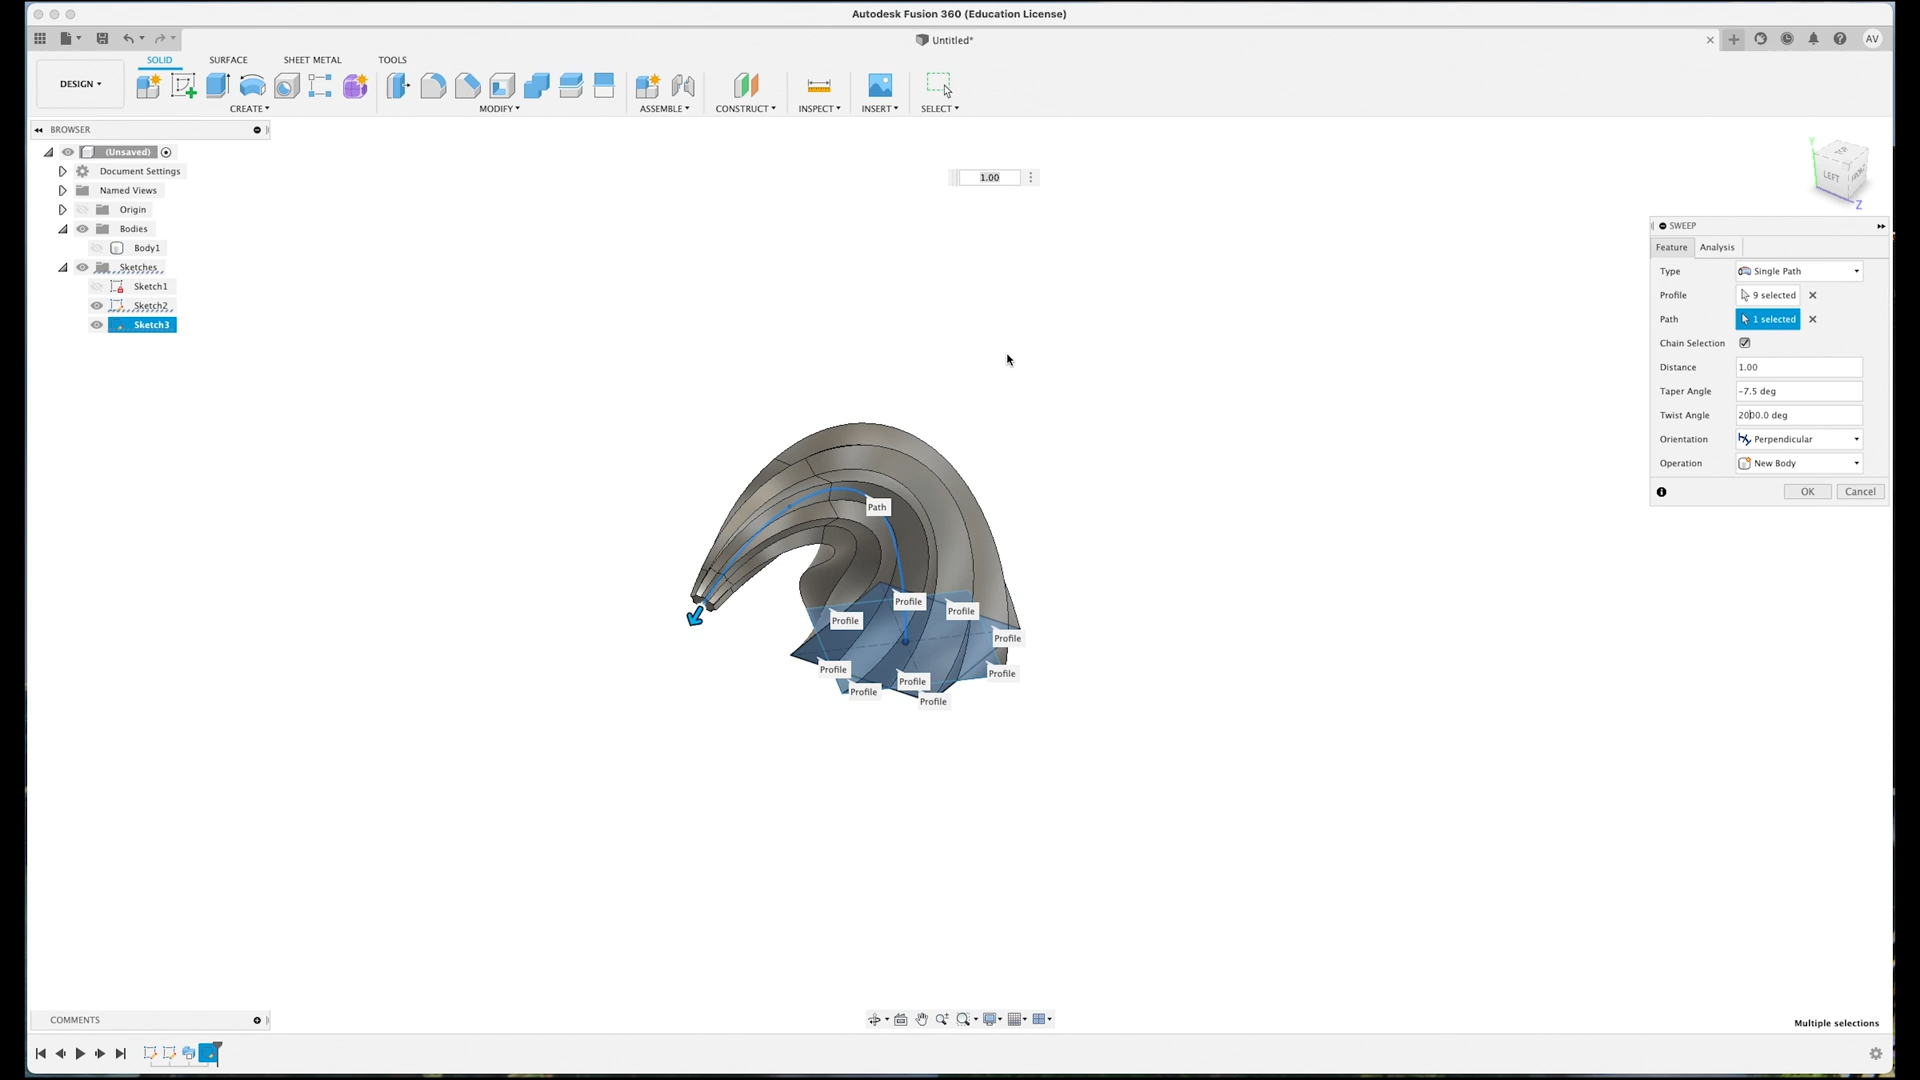 Autodesk Fusion 360 (Education License)
Untitled*
AV
DESIGN
SOLID
SURFACE
SHEET METAL
TOOLS
CREATE
MODIFY
ASSEMBLE
CONSTRUCT
INSPECT
INSERT
SELECT
BROWSER
(Unsaved)
Document Settings
Named Views
Origin
Bodies
Body1
Sketches
Sketch1
Sketch2
Sketch3
1.00
Y
TOP
LEFT
FRONT
Z
SWEEP
Feature
Analysis
Type
Single Path
Profile
9 selected
Path
1 selected
Chain Selection
Distance
1.00
Taper Angle
-7.5 deg
Twist Angle
2000.0 deg
Orientation
Perpendicular
Operation
New Body
OK
Cancel
Path
Profile
Profile
Profile
Profile
Profile
Profile
Profile
Profile
Profile
COMMENTS
Multiple selections